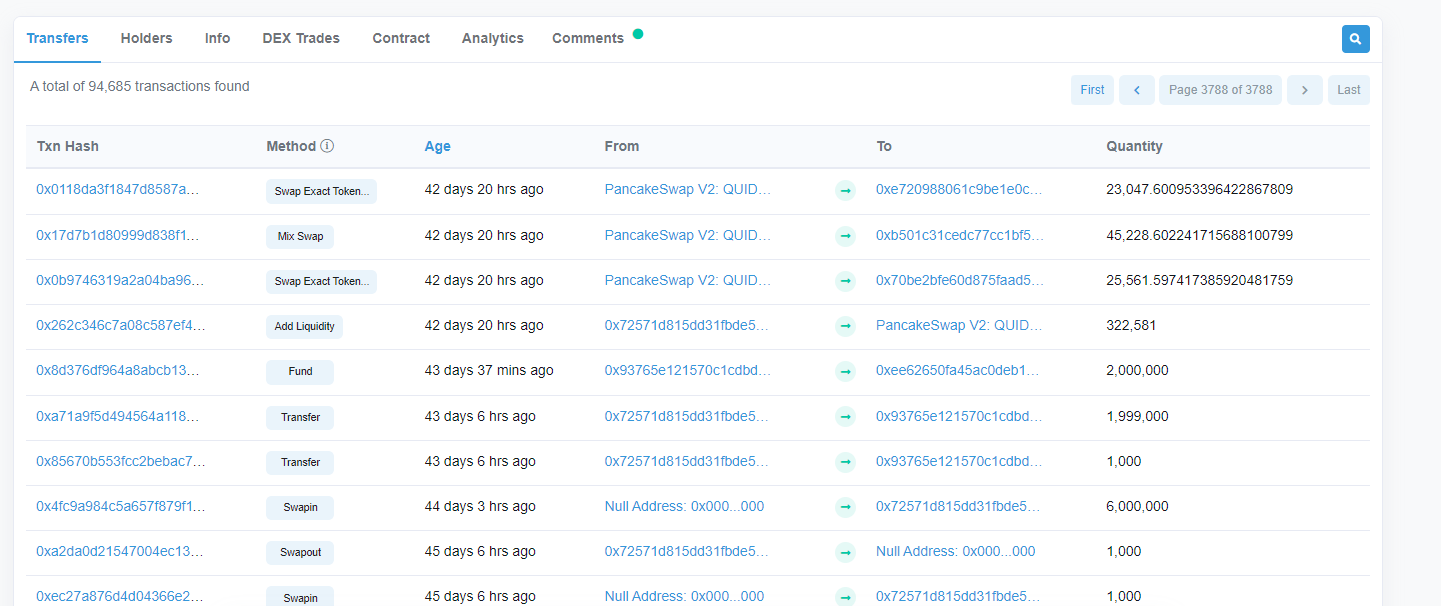 Transfers Holders Info DEX Trades Contract Analytics Comments
A total of 94,685 transactions found
First Page 3788 of 3788 Last
Txn Hash Method Age From To Quantity
0x0118da3f1847d8587a... Swap Exact Token... 42 days 20 hrs ago PancakeSwap V2: QUID... 0xe720988061c9be1e0c... 23,047.600953396422867809
0x17d7b1d80999d838f1... Mix Swap 42 days 20 hrs ago PancakeSwap V2: QUID... 0xb501c31cedc77cc1bf5... 45,228.602241715688100799
0x0b9746319a2a04ba96... Swap Exact Token... 42 days 20 hrs ago PancakeSwap V2: QUID... 0x70be2bfe60d875faad5... 25,561.597417385920481759
0x262c346c7a08c587ef4... Add Liquidity 42 days 20 hrs ago 0x72571d815dd31fbde5... PancakeSwap V2: QUID... 322,581
0x8d376df964a8abcb13... Fund 43 days 37 mins ago 0x93765e121570c1cdbd... 0xee62650fa45ac0deb1... 2,000,000
0xa71a9f5d494564a118... Transfer 43 days 6 hrs ago 0x72571d815dd31fbde5... 0x93765e121570c1cdbd... 1,999,000
0x85670b553fcc2bebac7... Transfer 43 days 6 hrs ago 0x72571d815dd31fbde5... 0x93765e121570c1cdbd... 1,000
0x4fc9a984c5a657f879f1... Swapin 44 days 3 hrs ago Null Address: 0x000...000 0x72571d815dd31fbde5... 6,000,000
0xa2da0d21547004ec13... Swapout 45 days 6 hrs ago 0x72571d815dd31fbde5... Null Address: 0x000...000 1,000
0xec27a876d4d04366e2... Swapin 45 days 6 hrs ago Null Address: 0x000...000 0x72571d815dd31fbde5... 1,000